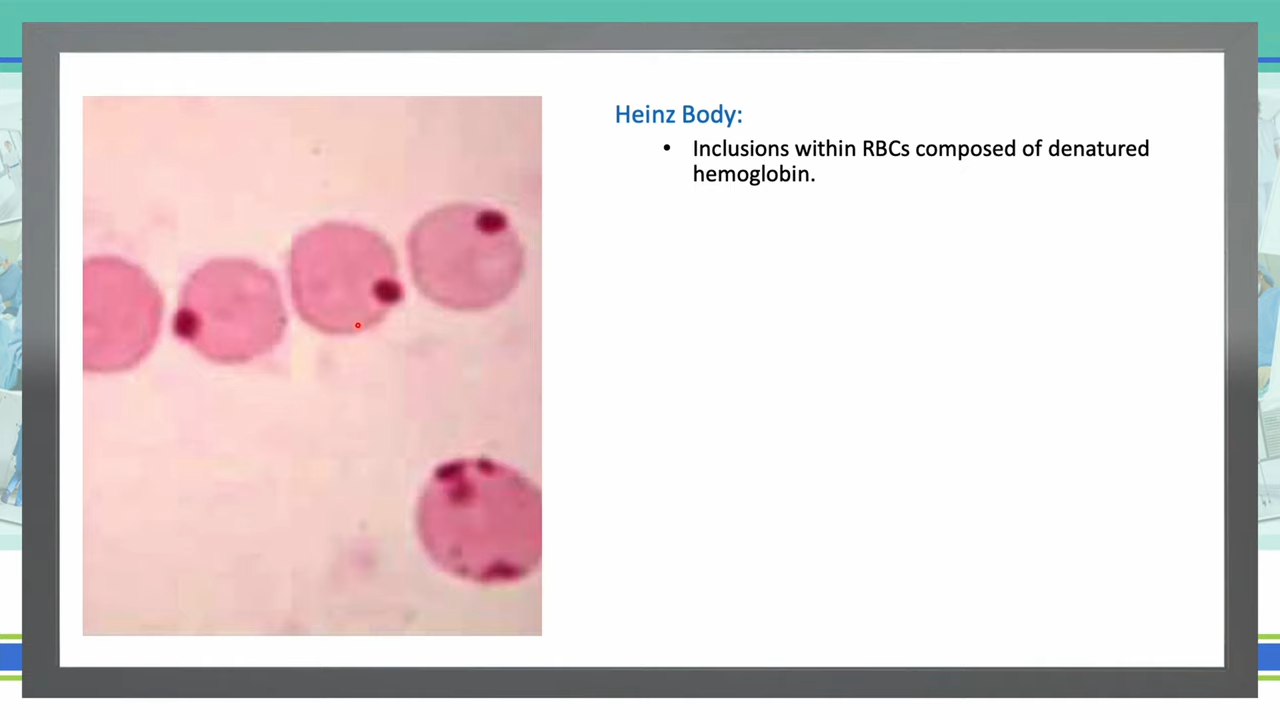 Heinz Body:
• Inclusions within RBCs composed of denatured
hemoglobin.